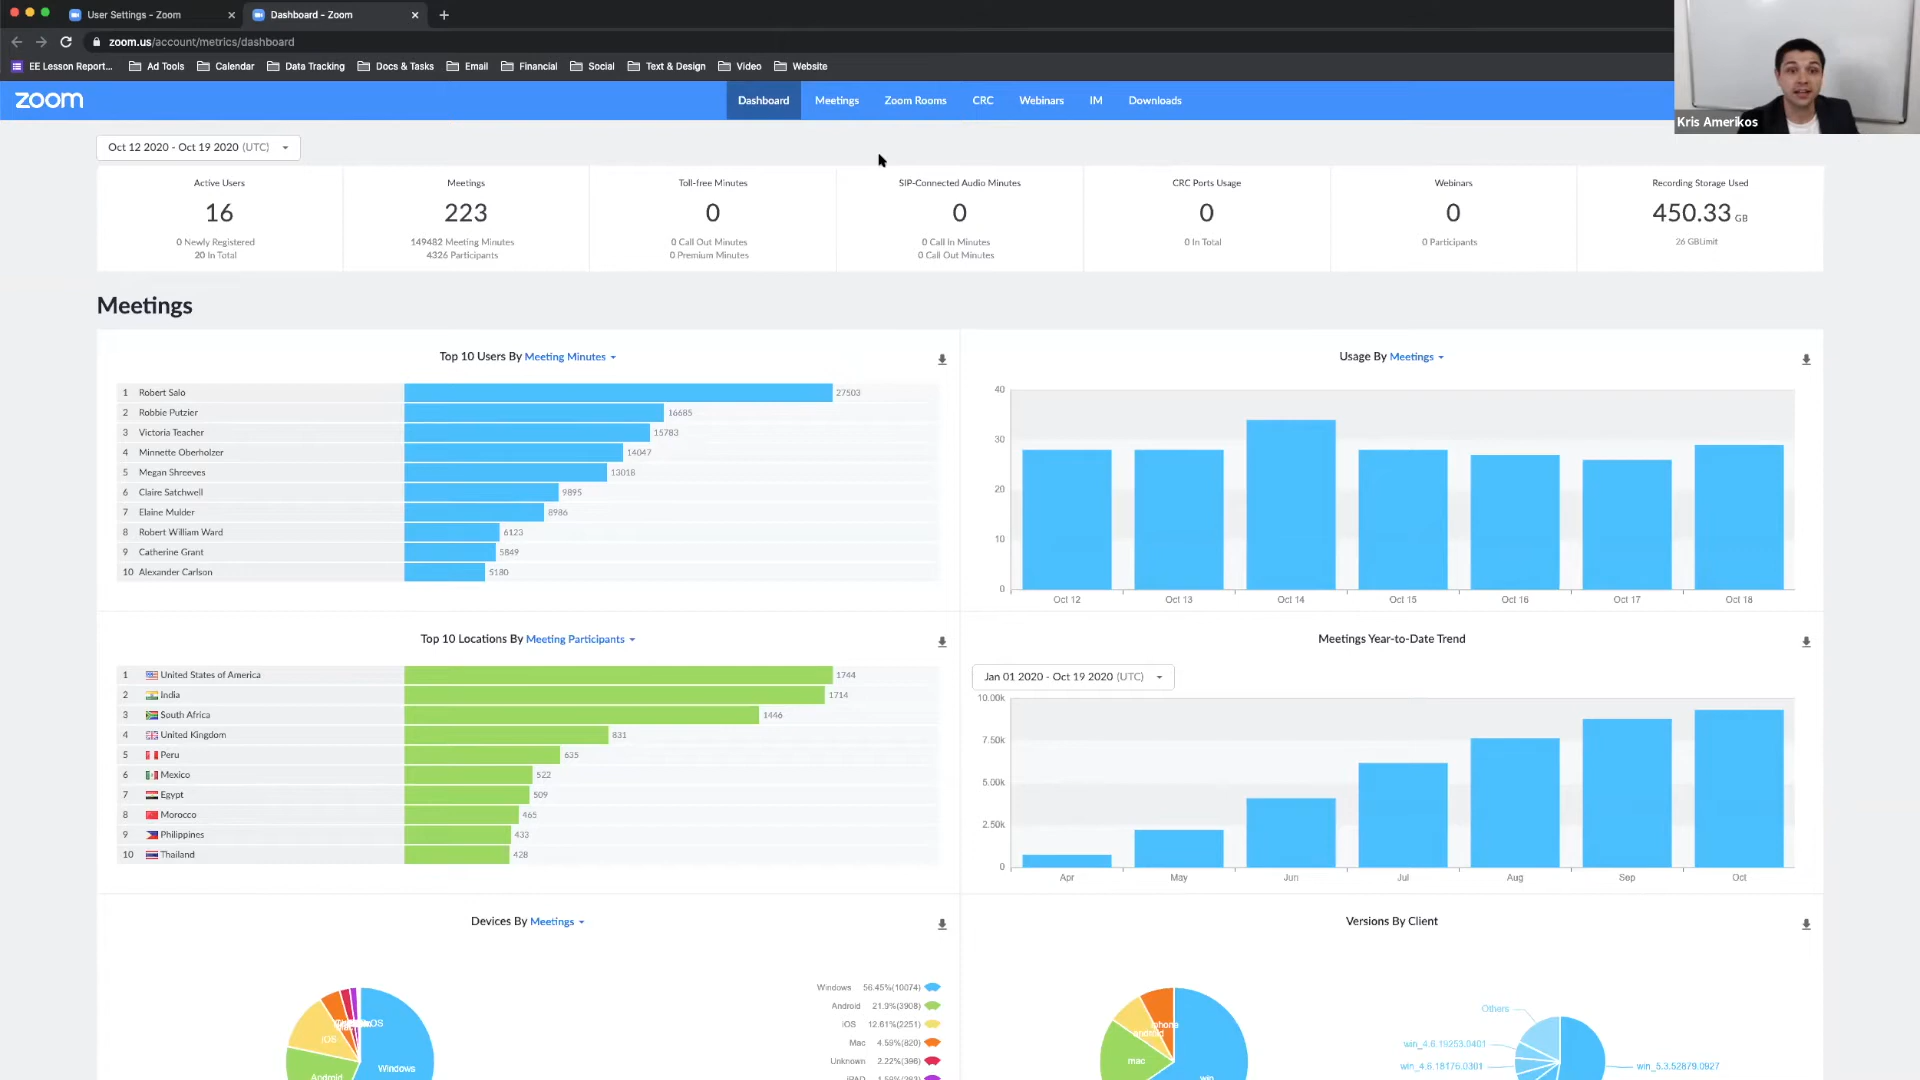 User Settings - Zoom
Dashboard - Zoom
zoom.us/account/metrics/dashboard
EE Lesson Report... Ad Tools Calendar Data Tracking Docs & Tasks Email Financial Social Text & Design Video Website
zoom Dashboard Meetings Zoom Rooms CRC Webinars IM Downloads
Kris Amerikos
Oct 12 2020 - Oct 19 2020 (UTC)
Active Users Meetings Toll-free Minutes SIP-Connected Audio Minutes CRC Ports Usage Webinars Recording Storage Used
16 223 0 0 0 0 450.33 GB
0 Newly Registered 149482 Meeting Minutes 0 Call Out Minutes 0 Call In Minutes 0 In Total 0 Participants 26 GBLimit
20 In Total 4326 Participants 0 Premium Minutes 0 Call Out Minutes
Meetings
Top 10 Users By Meeting Minutes
1 Robert Salo 27503
2 Robbie Putzier 16685
3 Victoria Teacher 15783
4 Minnette Oberholzer 14047
5 Megan Shreeves 13018
6 Claire Satchwell 9895
7 Elaine Mulder 8986
8 Robert William Ward 6123
9 Catherine Grant 5849
10 Alexander Carlson 5180
Usage By Meetings
40
30
20
10
0
Oct 12 Oct 13 Oct 14 Oct 15 Oct 16 Oct 17 Oct 18
Top 10 Locations By Meeting Participants
1 United States of America 1744
2 India 1714
3 South Africa 1446
4 United Kingdom 831
5 Peru 635
6 Mexico 522
7 Egypt 509
8 Morocco 465
9 Philippines 433
10 Thailand 428
Meetings Year-to-Date Trend
Jan 01 2020 - Oct 19 2020 (UTC)
10.00k
7.50k
5.00k
2.50k
0
Apr May Jun Jul Aug Sep Oct
Devices By Meetings
Windows 56.45%(10074)
Android 21.9%(3908)
iOS 12.61%(2251)
Mac 4.59%(820)
Unknown 2.22%(396)
iOS
Android
Windows
Versions By Client
iphone
android
mac
win
Others
win_4.6.19253.0401
win_4.6.18176.0301
win_5.3.52879.0927